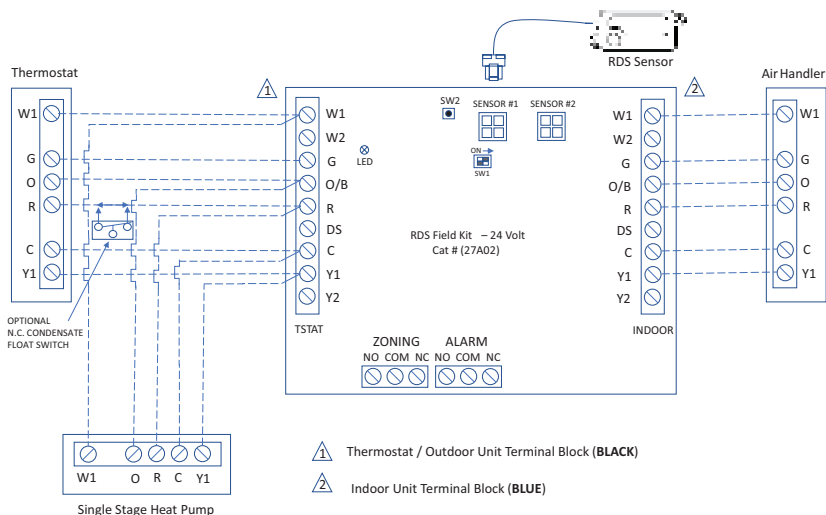 RDS Sensor
Thermostat
1
2
Air Handler
W1
G
O
R
C
Y1
OPTIONAL
N.C. CONDENSATE
FLOAT SWITCH
W1
W2
G
O/B
R
DS
C
Y1
Y2
TSTAT
LED
SW2
SENSOR #1
SENSOR #2
ON
SW1
RDS Field Kit – 24 Volt
Cat # (27A02)
W1
W2
G
O/B
R
DS
C
Y1
Y2
INDOOR
W1
G
O
R
C
Y1
ZONING
NO COM NC
ALARM
NO COM NC
W1 O R C Y1
Single Stage Heat Pump
1 Thermostat / Outdoor Unit Terminal Block (BLACK)
2 Indoor Unit Terminal Block (BLUE)